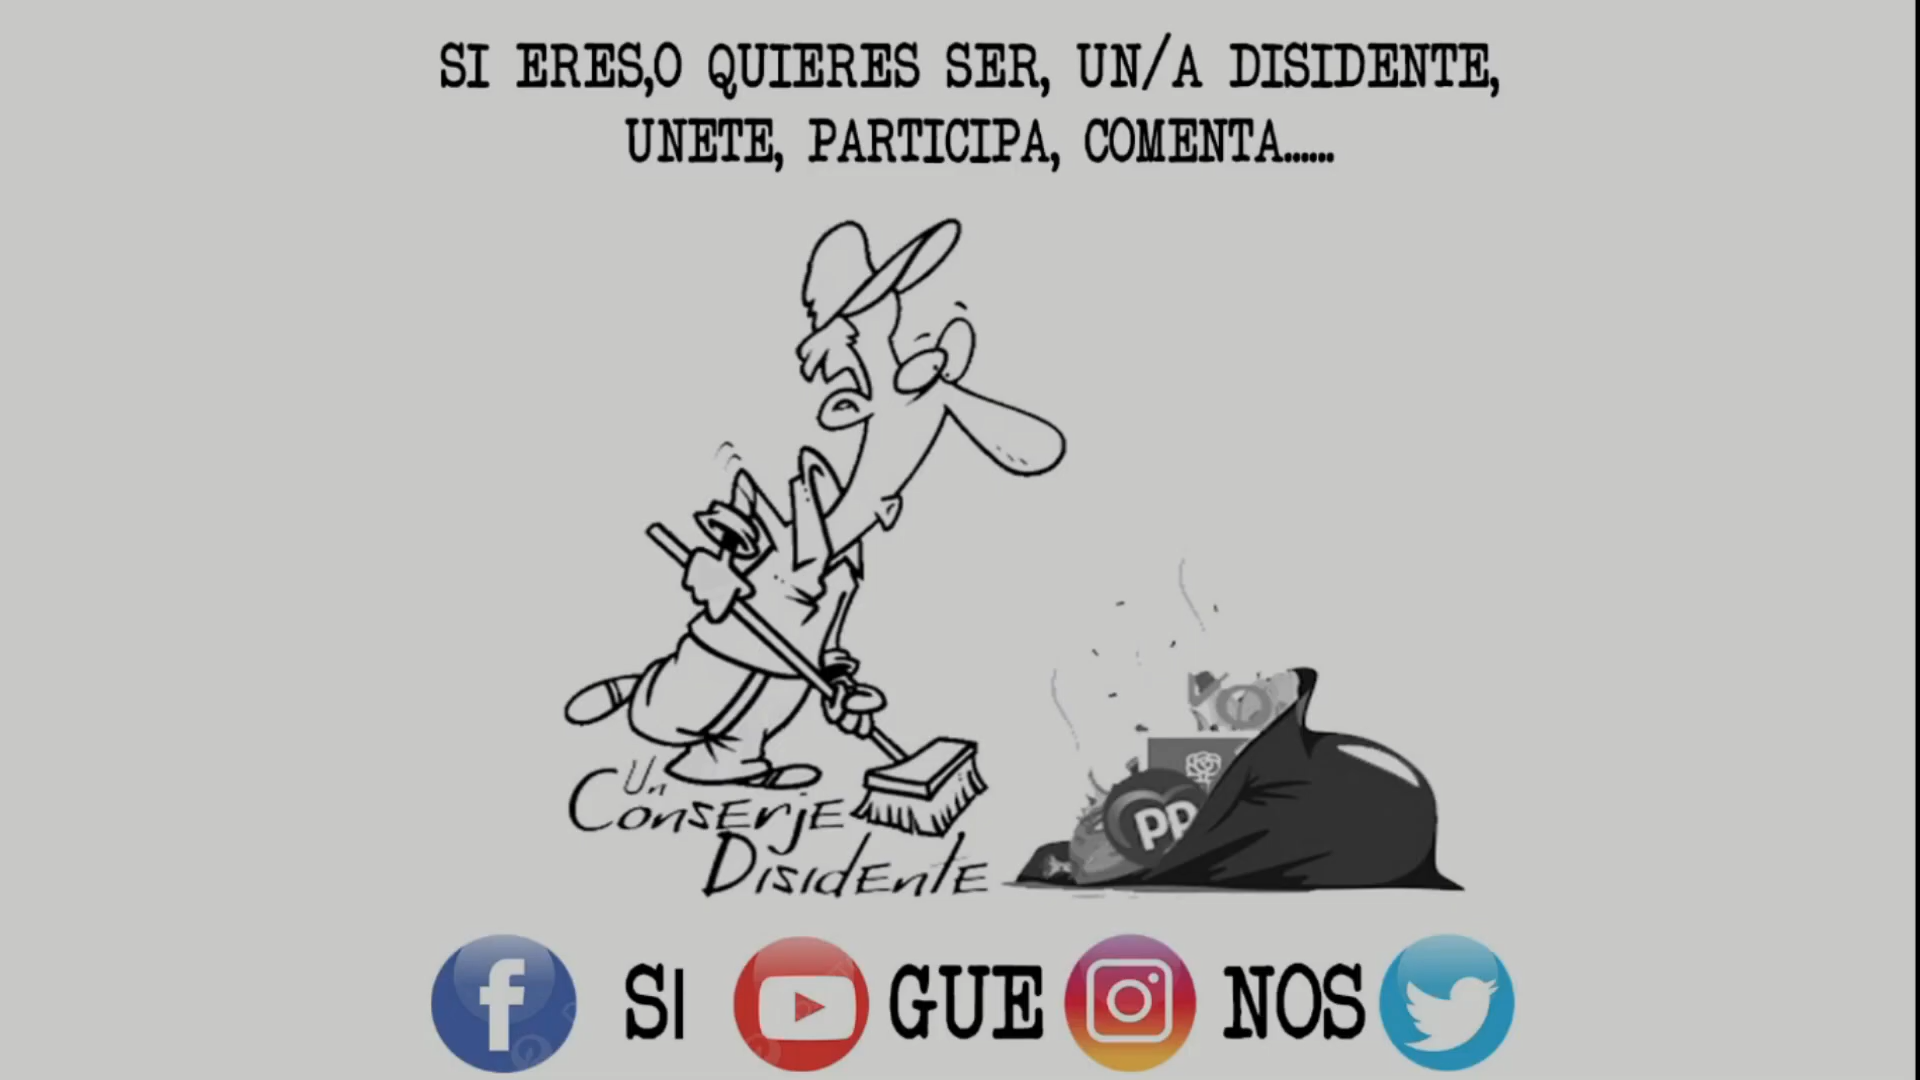 SI ERES,O QUIERES SER, UN/A DISIDENTE,
UNETE, PARTICIPA, COMENTA......
Un
Conserje
Disidente
PP
SI GUE NOS